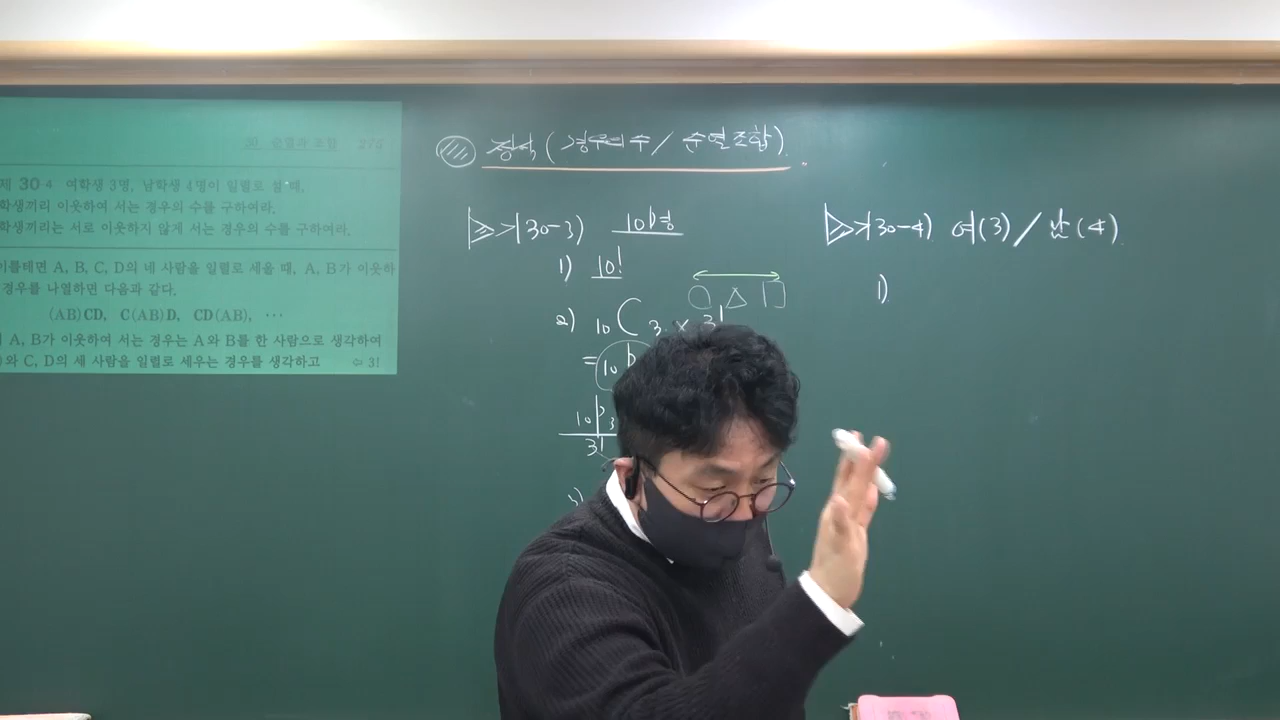 30 순열과 조합 295
제 30·4 여학생 3명, 남학생 4명이 일렬로 설 때,
학생끼리 이웃하여 서는 경우의 수를 구하여라.
학생끼리는 서로 이웃하지 않게 서는 경우의 수를 구하여라.
이를테면 A, B, C, D의 네 사람을 일렬로 세울 때, A, B가 이웃하
경우를 나열하면 다음과 같다.
(AB)CD, C(AB)D, CD(AB), ⋯
A, B가 이웃하여 서는 경우는 A와 B를 한 사람으로 생각하여
와 C, D의 세 사람을 일렬로 세우는 경우를 생각하고 ⇦ 3!
(경우의 수 / 순열조합)
30-3) 10명
1) 10!
2) 10C3 × 3!
= 10P
10P3
3!
3)
30-4) 여(3) / 남(4)
1)